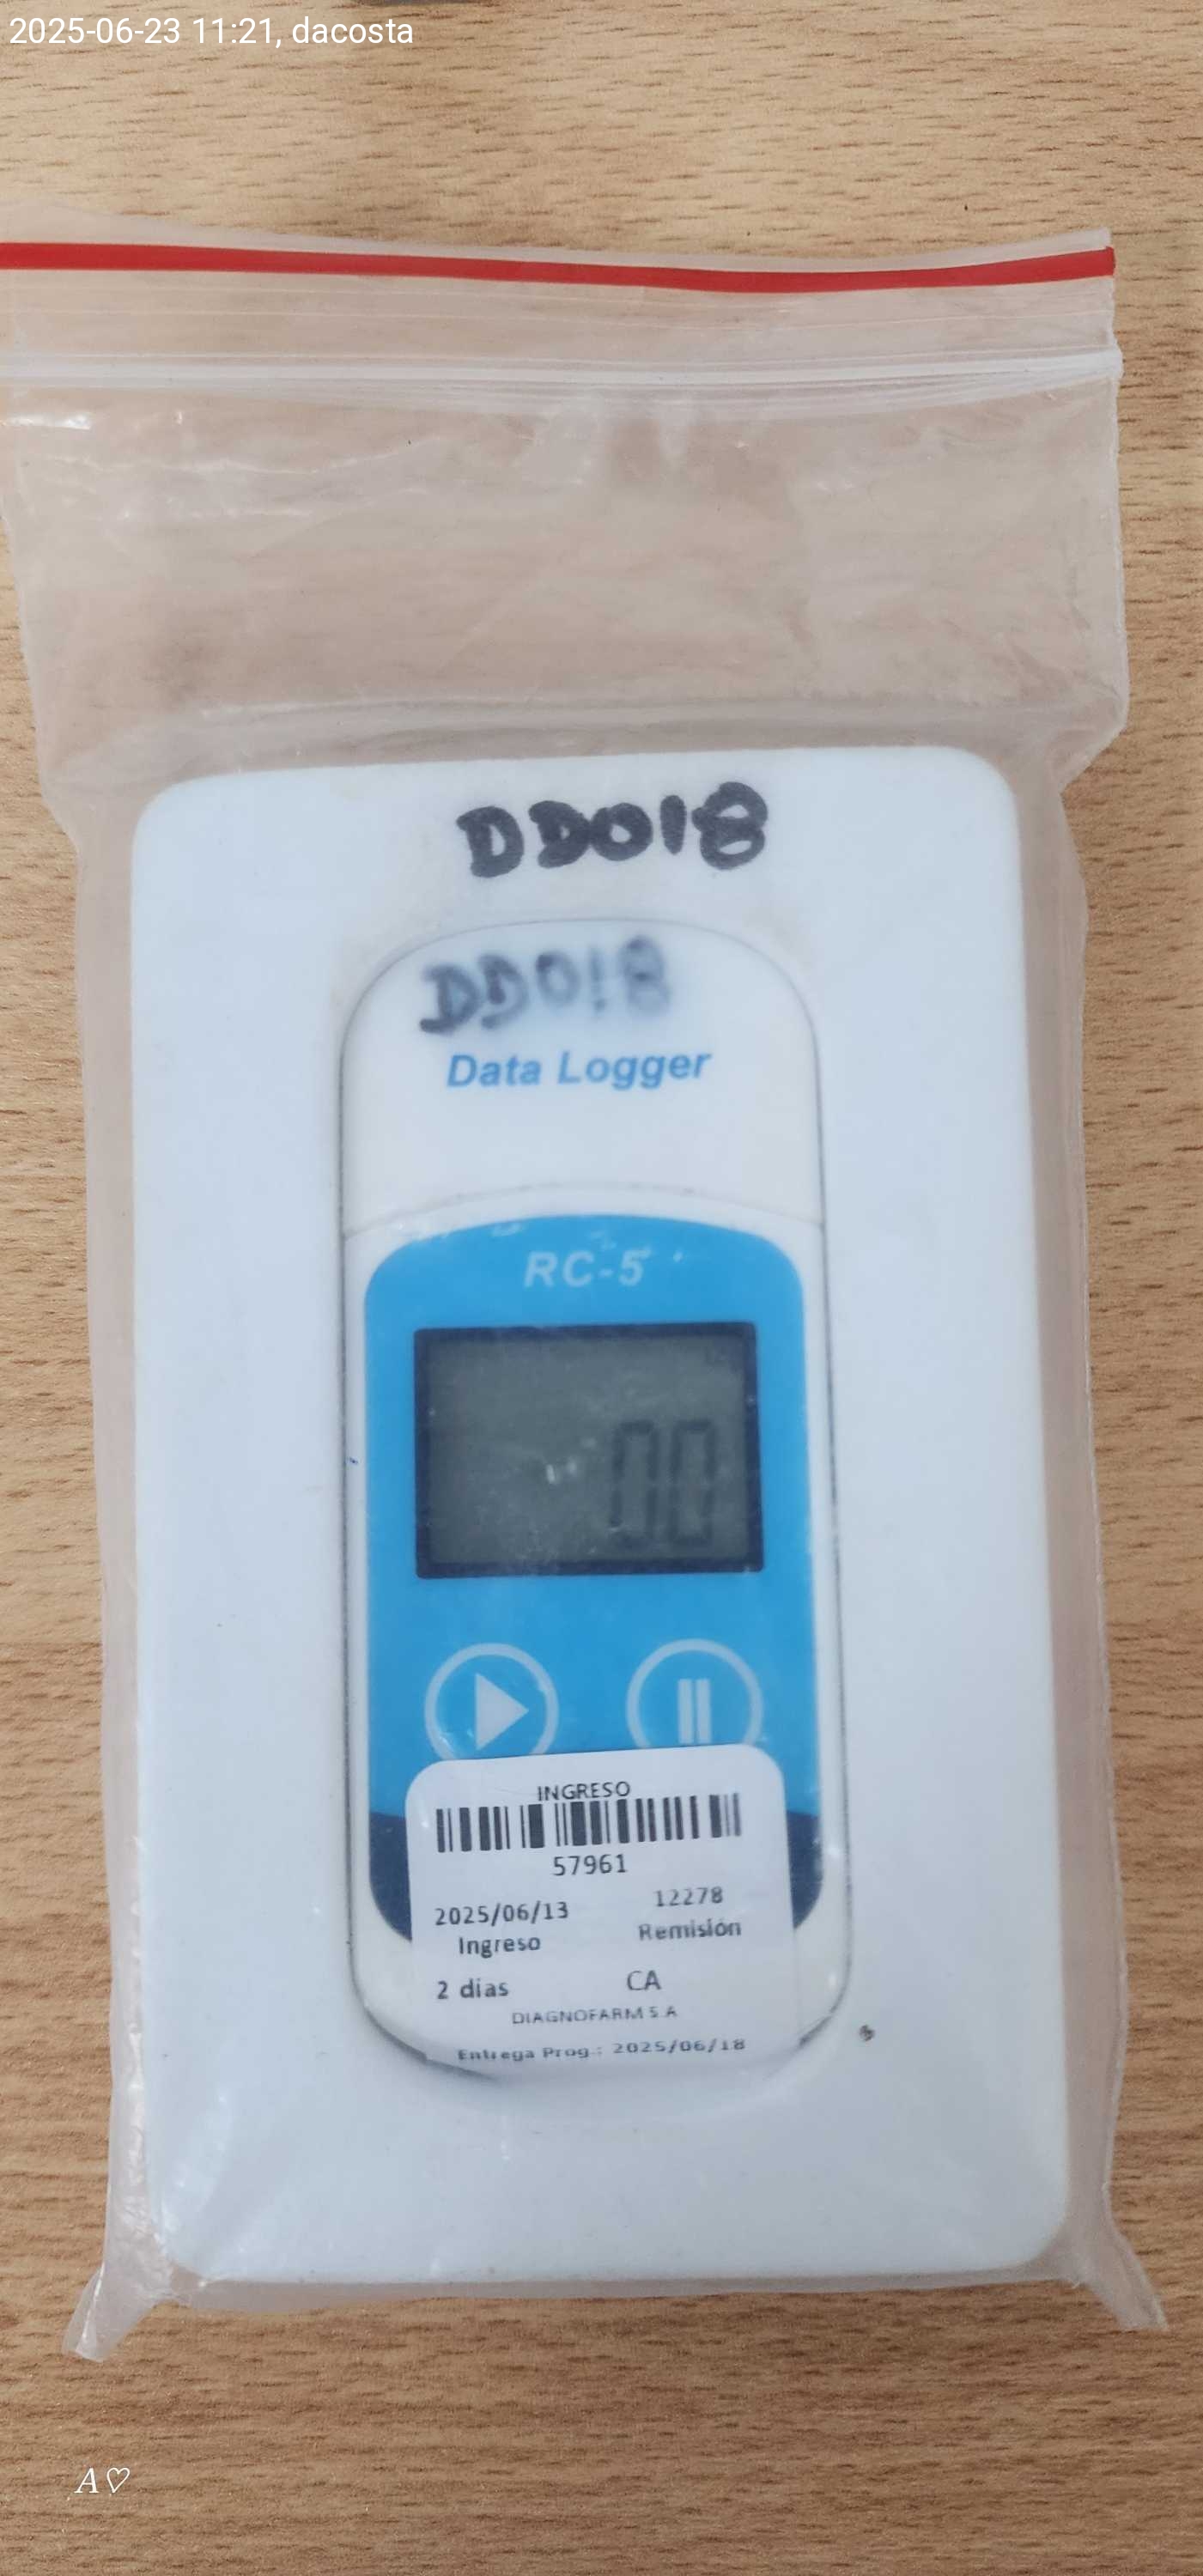 2025-06-23 11:21, dacosta
DD018
DD018
Data Logger
RC-5
00
INGRESO
57961
2025/06/13 12278
Ingreso Remisión
2 dias CA
DIAGNOFARM S.A
Entrega Prog.: 2025/06/18
A♡